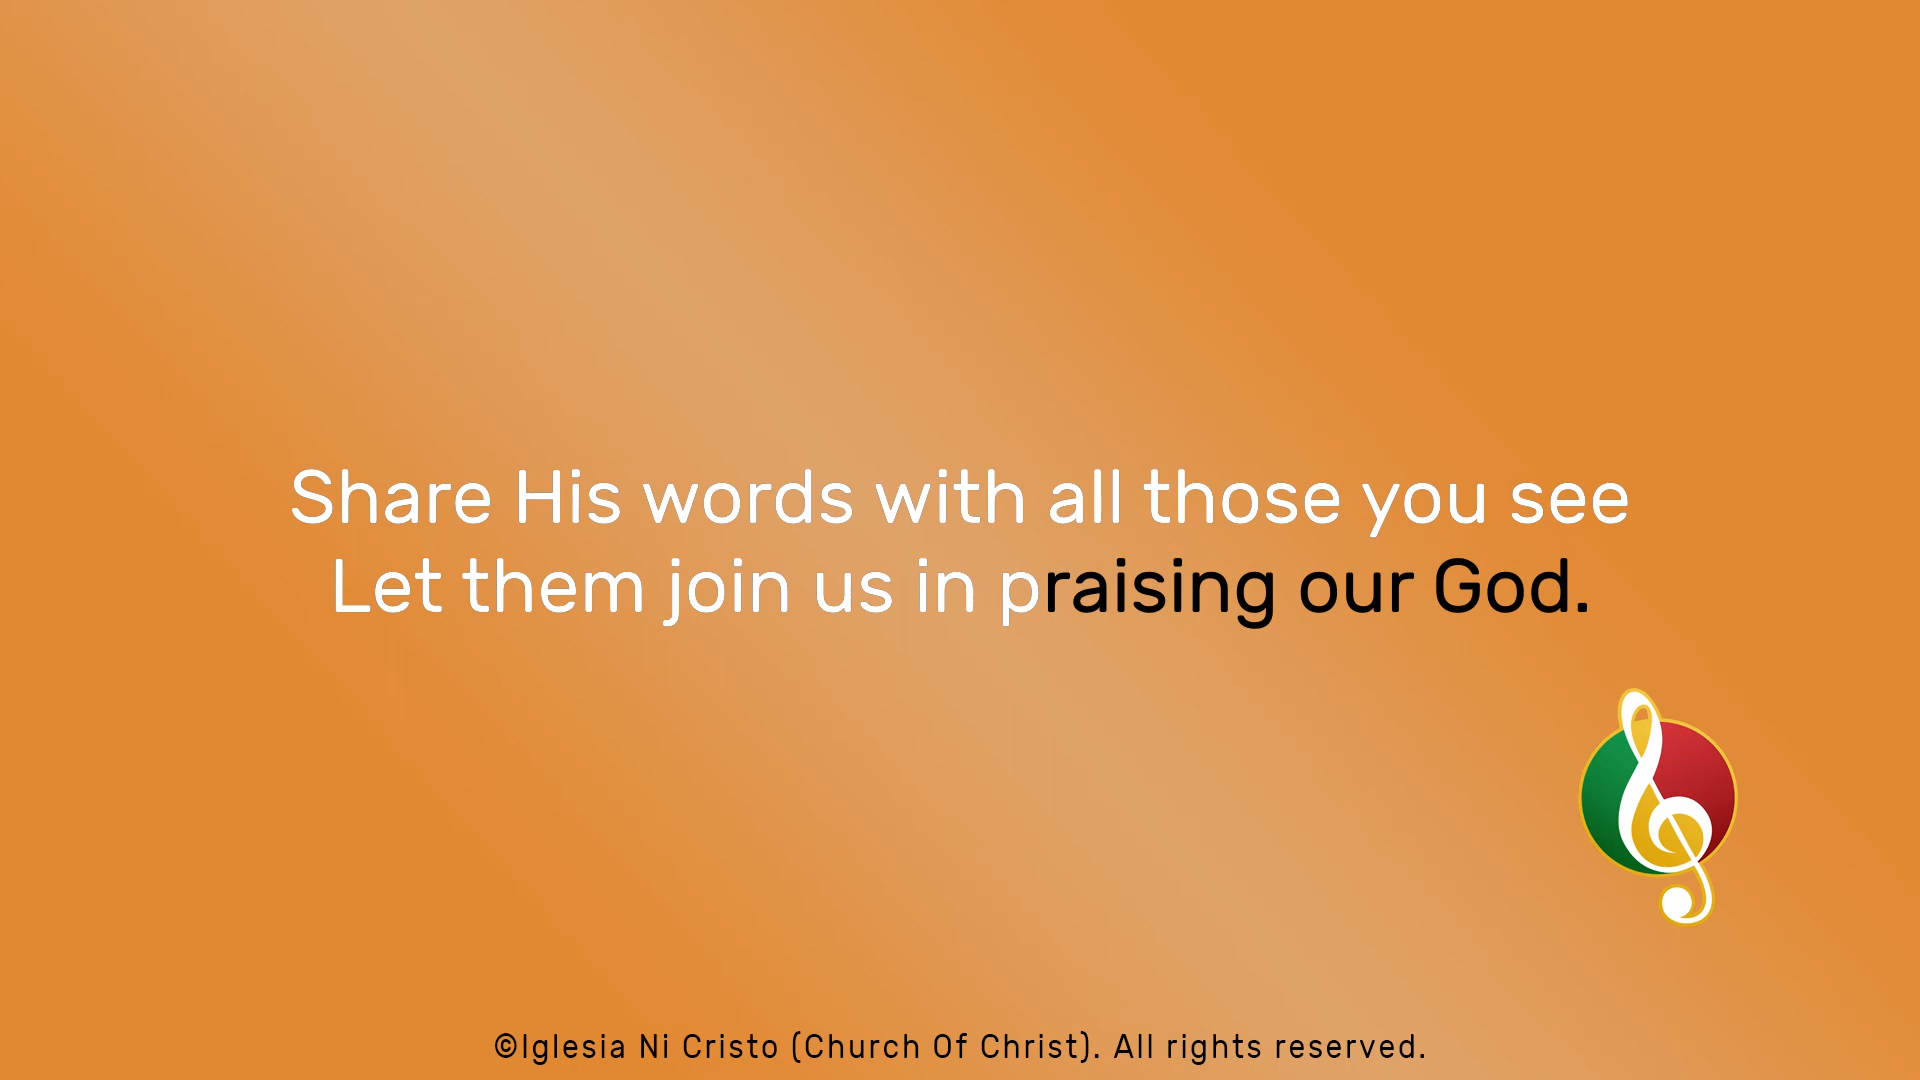 Share His words with all those you see
Let them join us in praising our God.
©Iglesia Ni Cristo (Church Of Christ). All rights reserved.